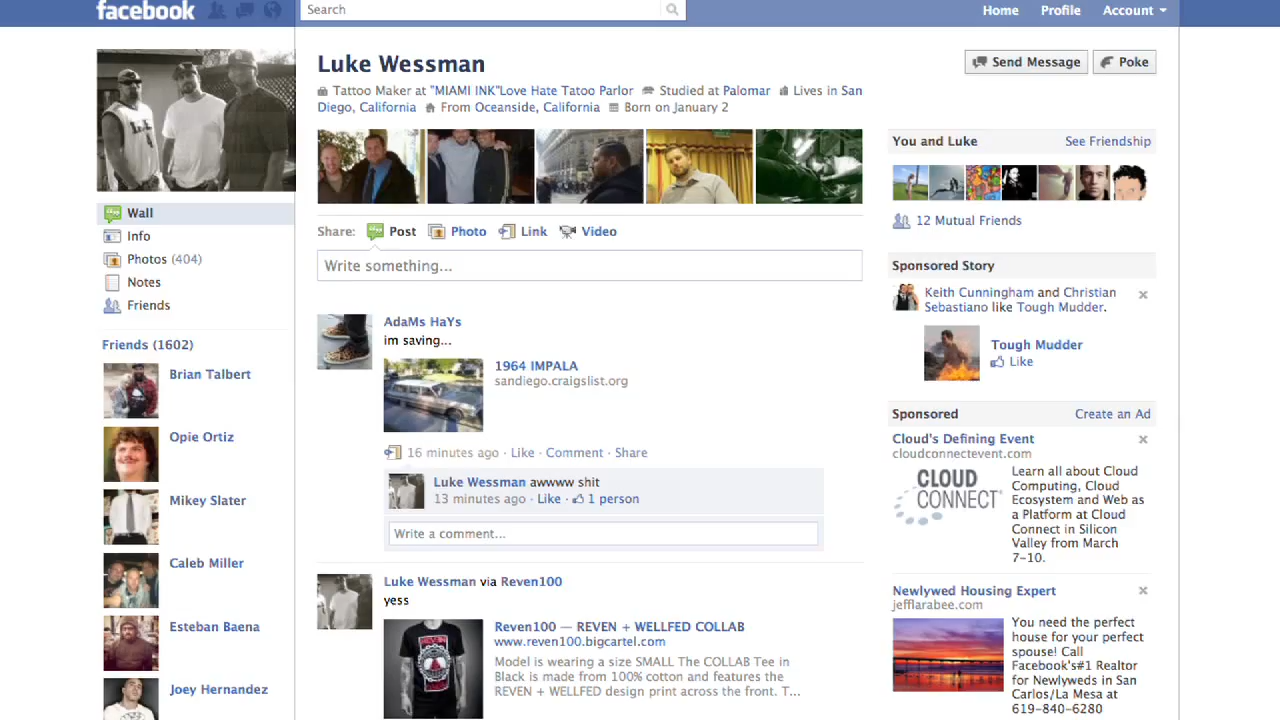 facebook
Search
Home Profile Account
Luke Wessman
Send Message
Poke
Tattoo Maker at "MIAMI INK"Love Hate Tatoo Parlor Studied at Palomar Lives in San
Diego, California From Oceanside, California Born on January 2
Wall
Info
Photos (404)
Notes
Friends
Friends (1602)
Brian Talbert
Opie Ortiz
Mikey Slater
Caleb Miller
Esteban Baena
Joey Hernandez
Share: Post Photo Link Video
Write something...
AdaMs HaYs
im saving...
1964 IMPALA
sandiego.craigslist.org
16 minutes ago · Like · Comment · Share
Luke Wessman awwww shit
13 minutes ago · Like · 1 person
Write a comment...
Luke Wessman via Reven100
yess
Reven100 — REVEN + WELLFED COLLAB
www.reven100.bigcartel.com
Model is wearing a size SMALL The COLLAB Tee in
Black is made from 100% cotton and features the
REVEN + WELLFED design print across the front. T...
You and Luke See Friendship
12 Mutual Friends
Sponsored Story
Keith Cunningham and Christian
Sebastiano like Tough Mudder.
Tough Mudder
Like
Sponsored Create an Ad
Cloud's Defining Event
cloudconnectevent.com
CLOUD
CONNECT
Learn all about Cloud
Computing, Cloud
Ecosystem and Web as
a Platform at Cloud
Connect in Silicon
Valley from March
7-10.
Newlywed Housing Expert
jefflarabee.com
You need the perfect
house for your perfect
spouse! Call
Facebook's#1 Realtor
for Newlyweds in San
Carlos/La Mesa at
619-840-6280